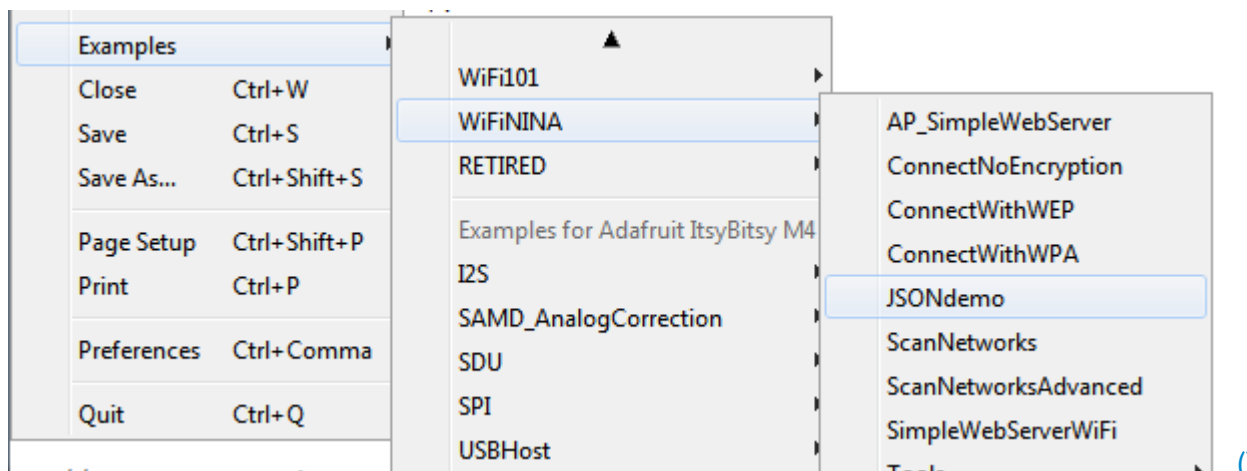 Examples
Close Ctrl+W
Save Ctrl+S
Save As... Ctrl+Shift+S
Page Setup Ctrl+Shift+P
Print Ctrl+P
Preferences Ctrl+Comma
Quit Ctrl+Q
WiFi101
WiFiNINA
RETIRED
Examples for Adafruit ItsyBitsy M4
I2S
SAMD_AnalogCorrection
SDU
SPI
USBHost
AP_SimpleWebServer
ConnectNoEncryption
ConnectWithWEP
ConnectWithWPA
JSONdemo
ScanNetworks
ScanNetworksAdvanced
SimpleWebServerWiFi